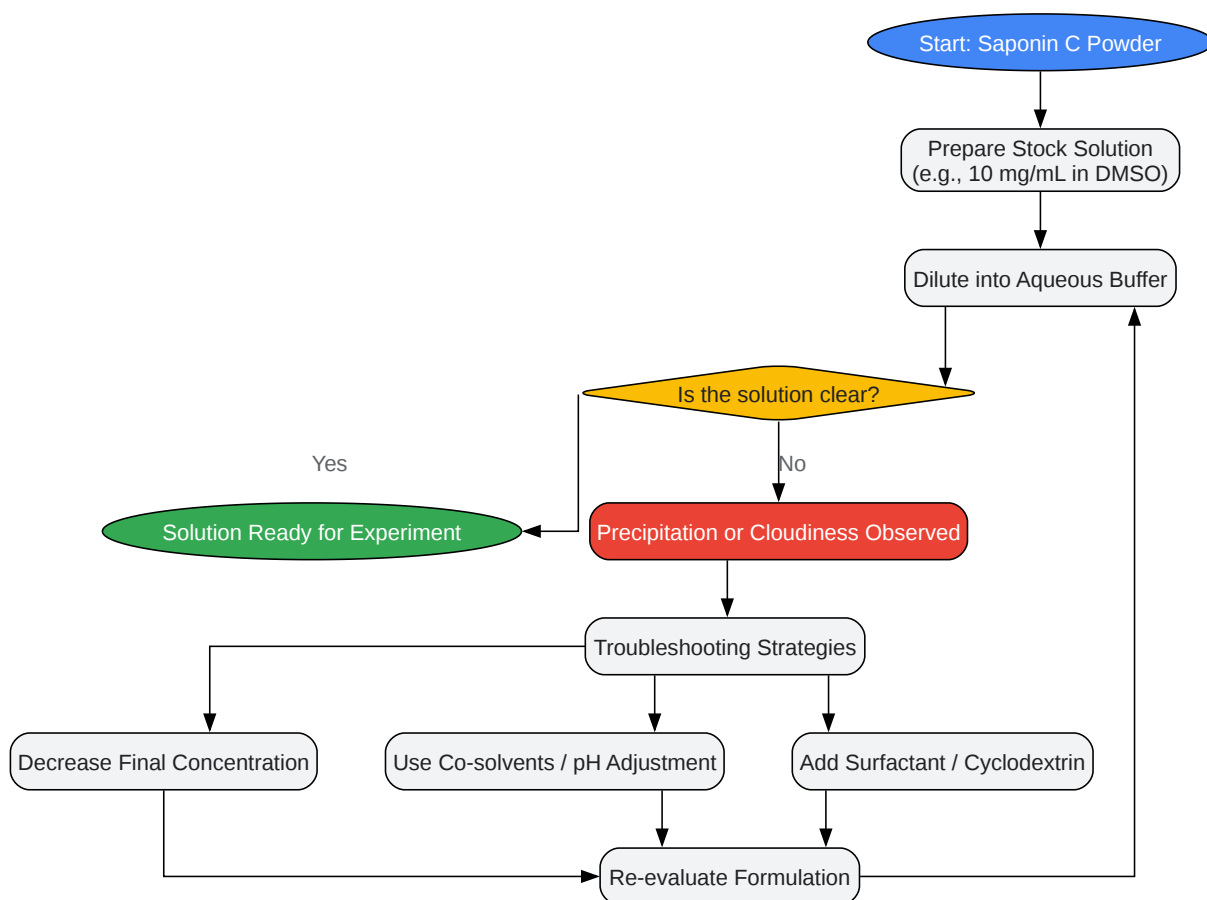 Start: Saponin C Powder
Prepare Stock Solution
(e.g., 10 mg/mL in DMSO)
Dilute into Aqueous Buffer
Is the solution clear?
Yes
No
Solution Ready for Experiment
Precipitation or Cloudiness Observed
Troubleshooting Strategies
Decrease Final Concentration
Use Co-solvents / pH Adjustment
Add Surfactant / Cyclodextrin
Re-evaluate Formulation